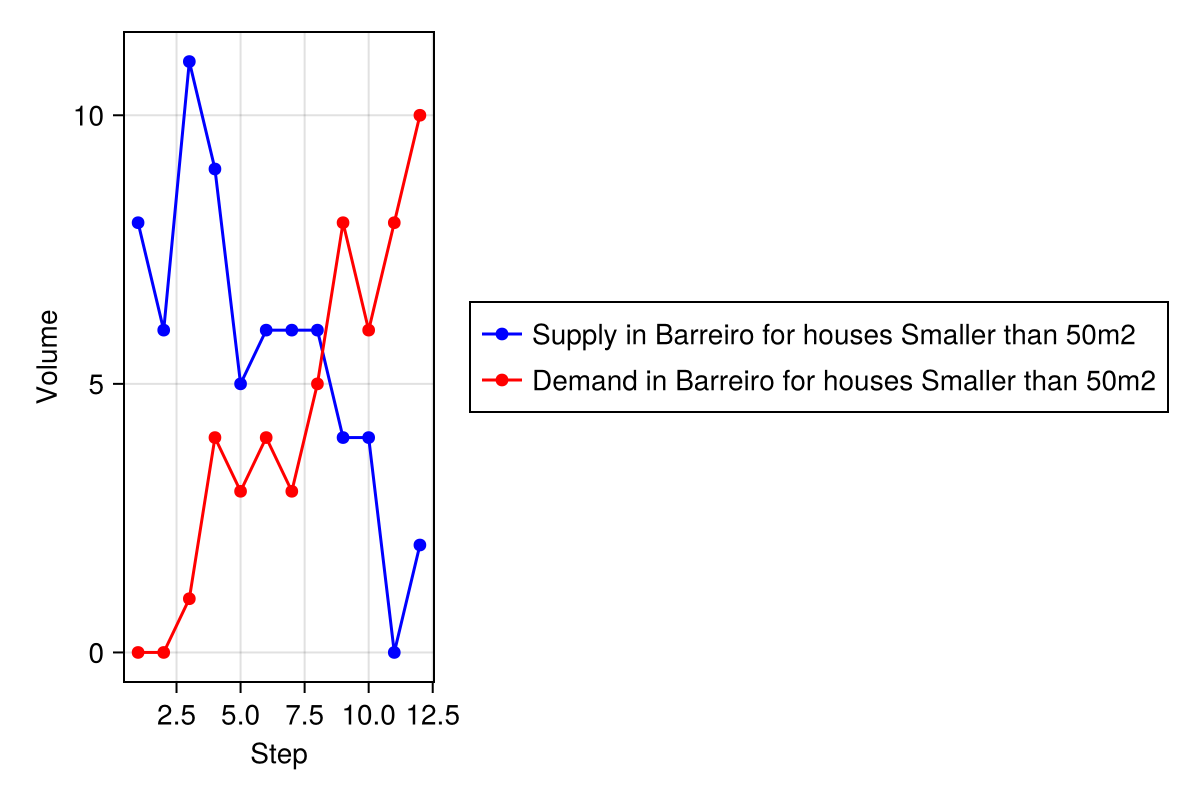 Volume
10
5
0
2.5 5.0 7.5 10.0 12.5
Step
Supply in Barreiro for houses Smaller than 50m2
Demand in Barreiro for houses Smaller than 50m2